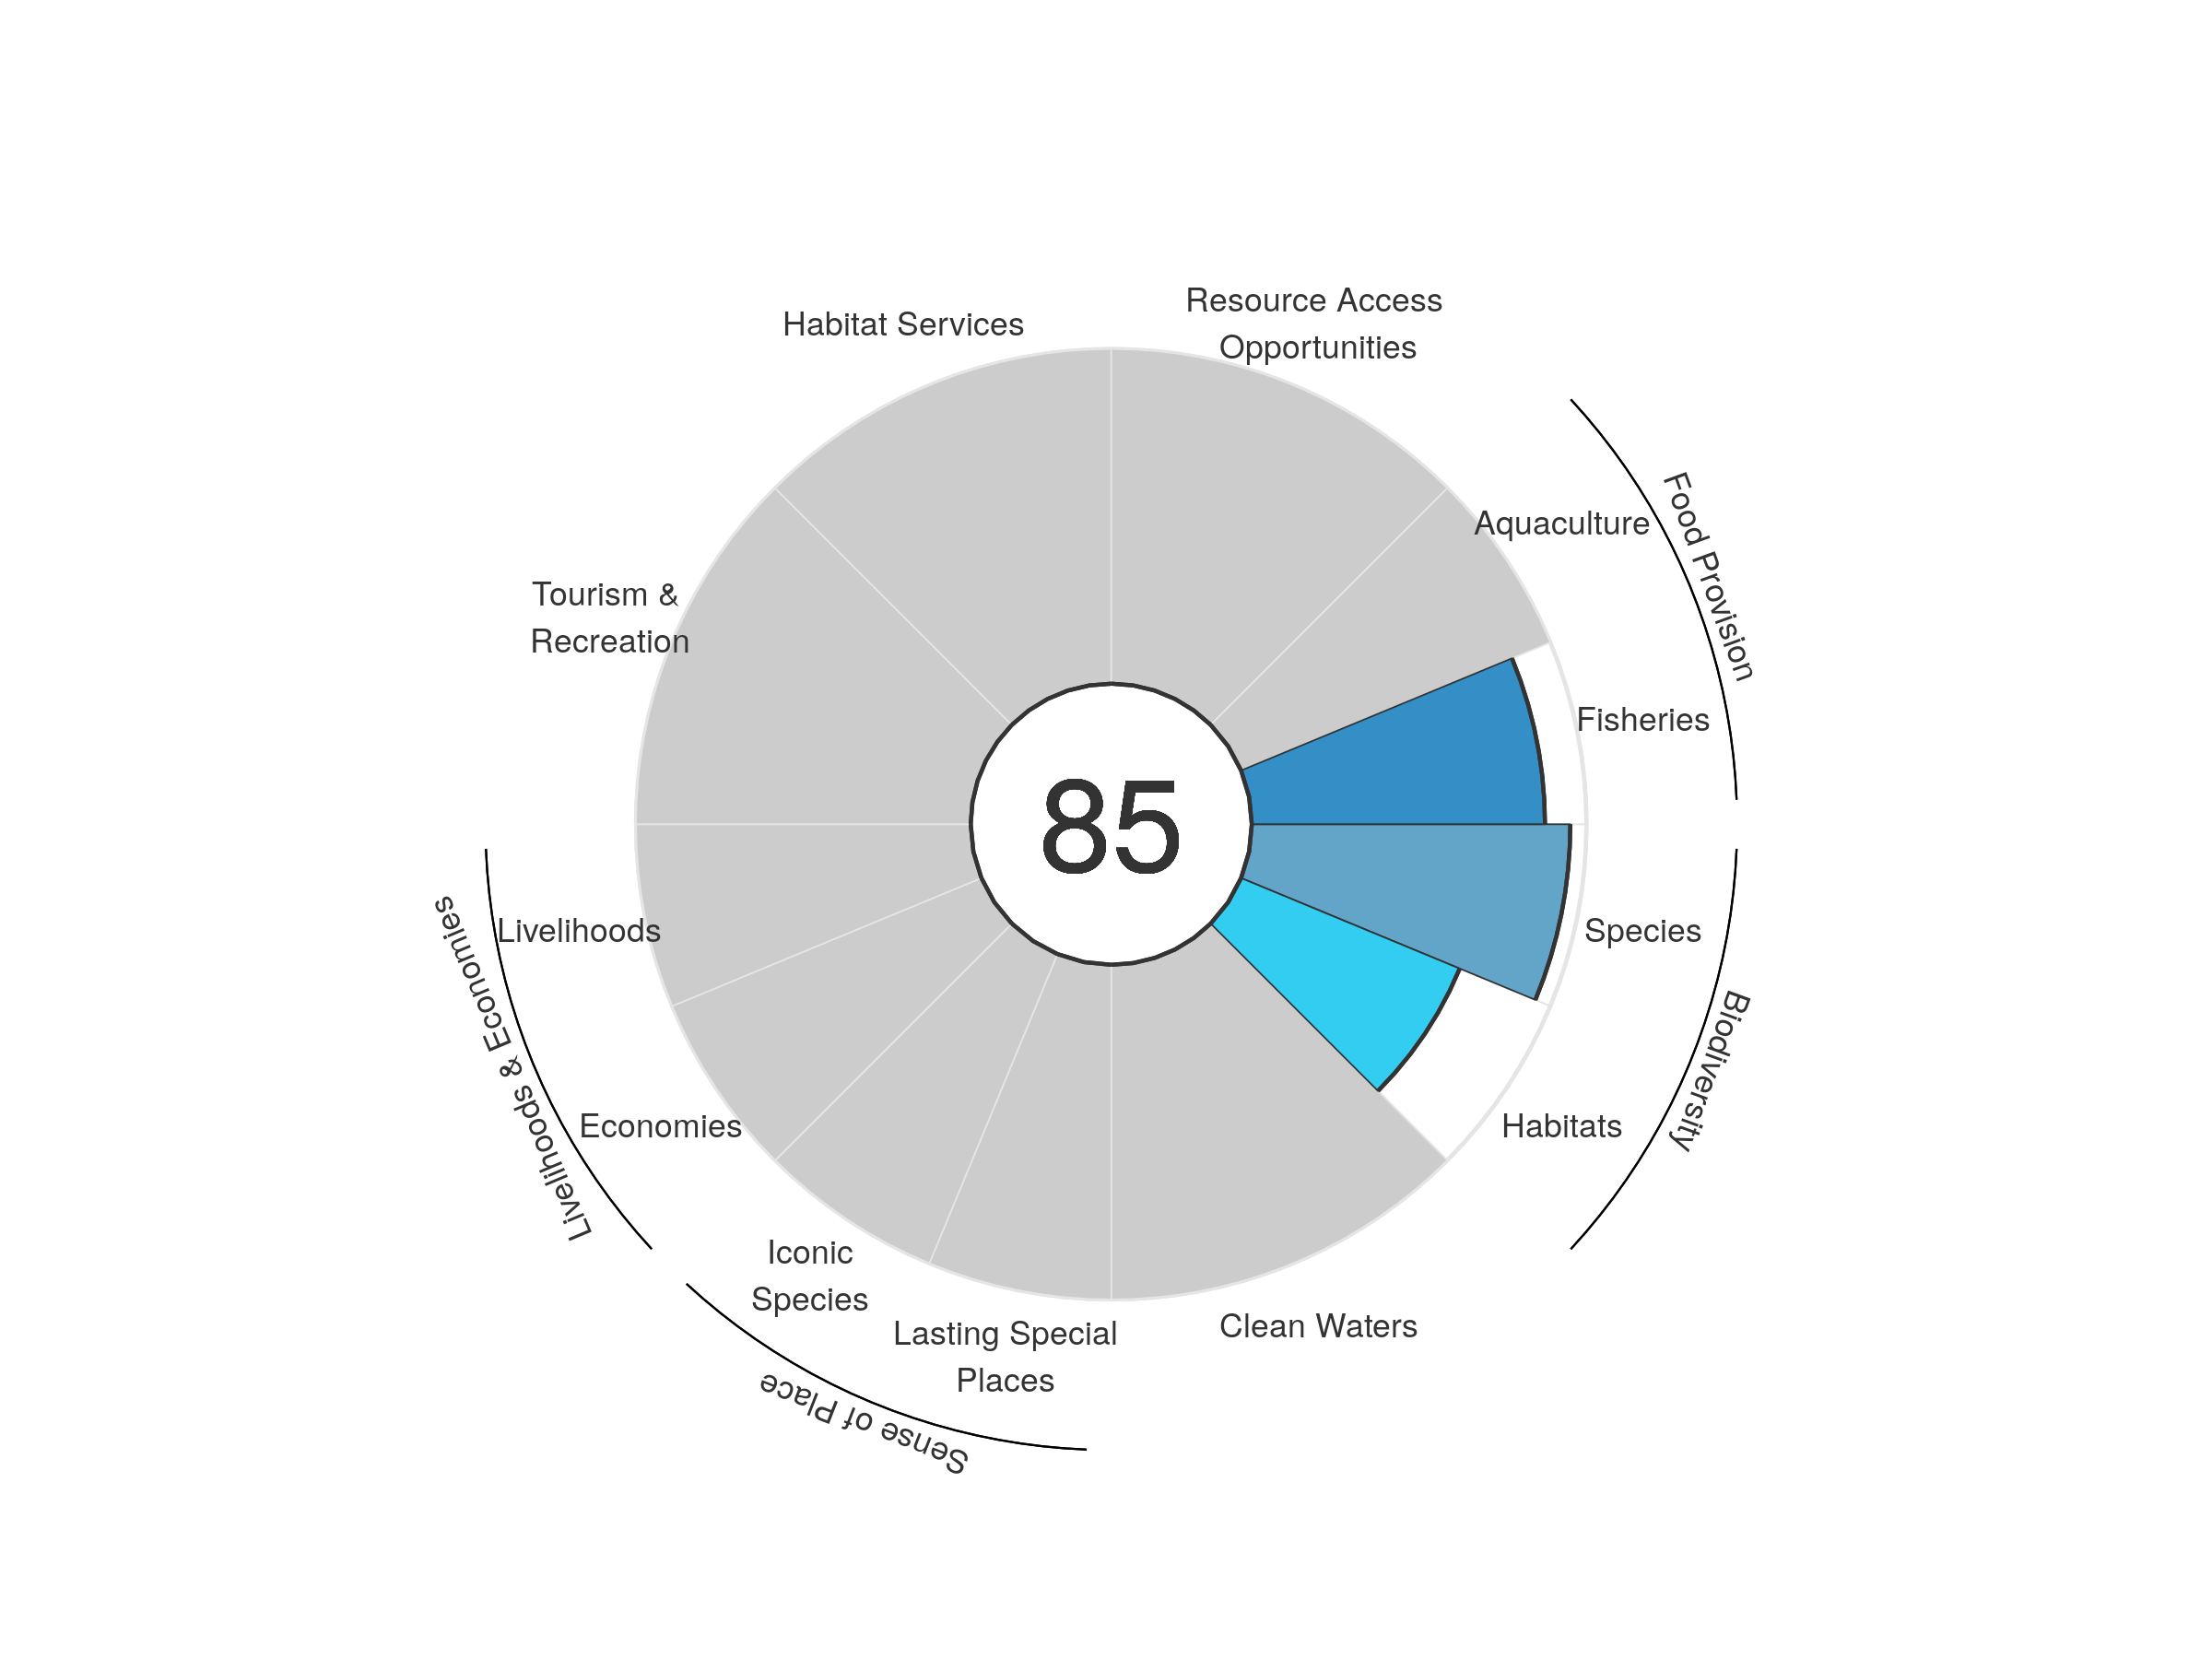 Resource Access
Opportunities
Habitat Services
Aquaculture
Food Provision
Tourism &
Recreation
Fisheries
85
Livelihoods
Species
Livelihoods & Economies
Biodiversity
Economies
Habitats
Iconic
Species
Lasting Special
Places
Clean Waters
Sense of Place